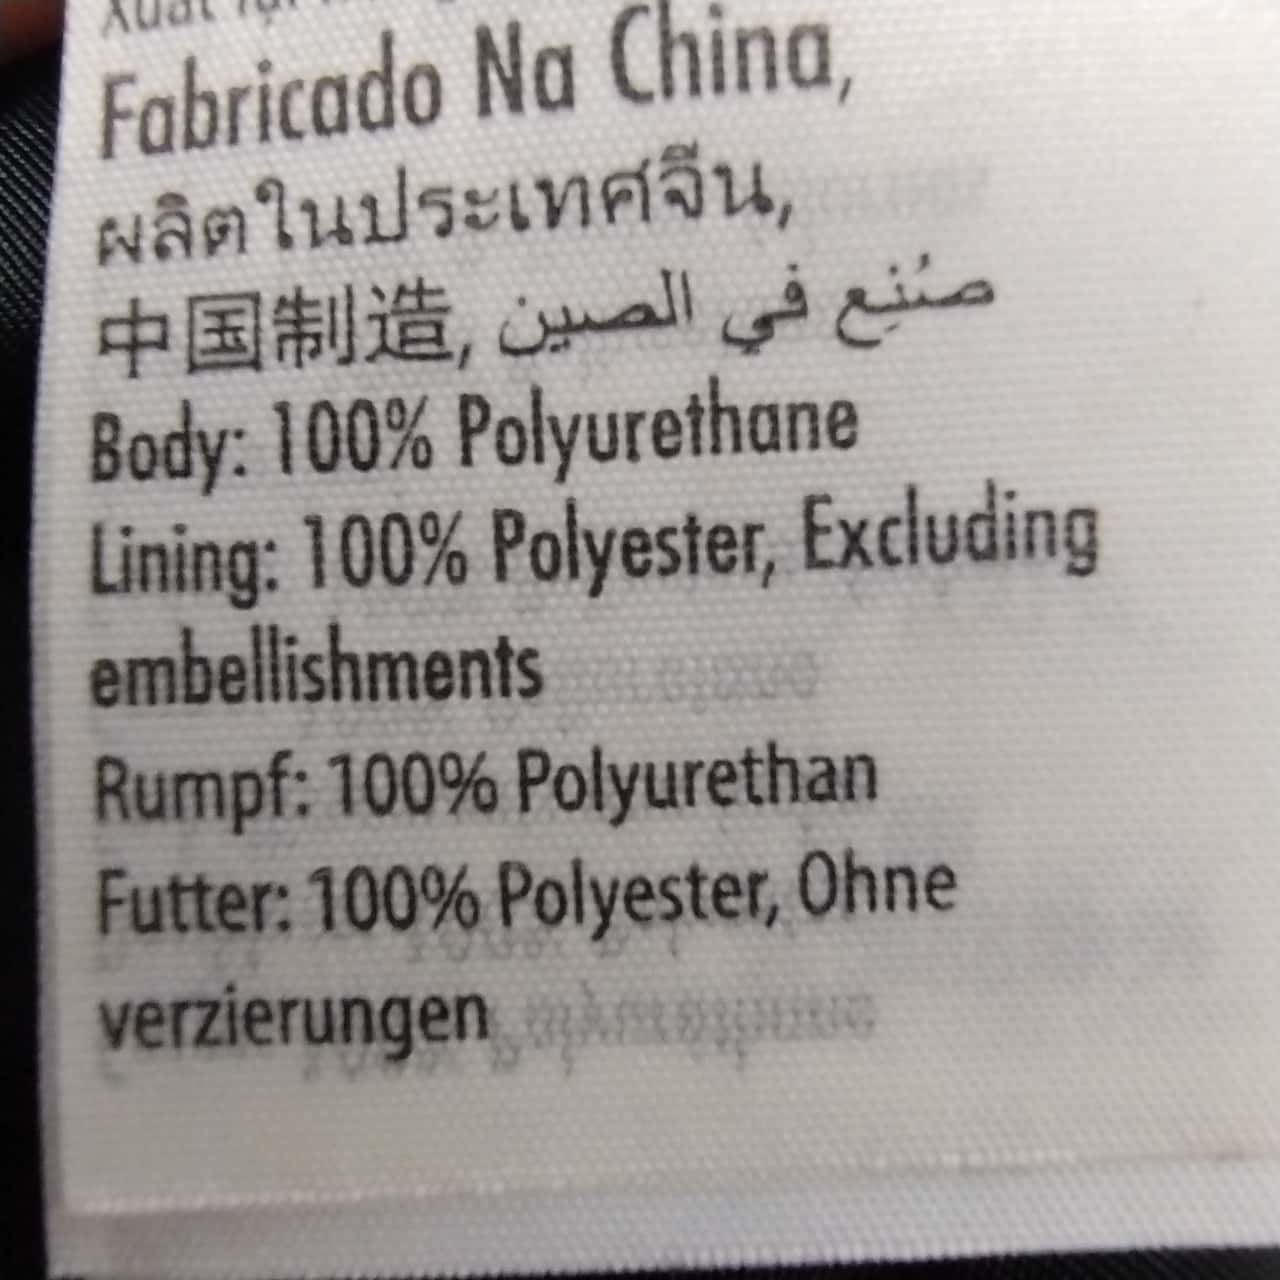 Fabricado Na China,
ผลิตในประเทศจีน,
中国制造, صُنِع في الصين
Body: 100% Polyurethane
Lining: 100% Polyester, Excluding
embellishments
Rumpf: 100% Polyurethan
Futter: 100% Polyester, Ohne
verzierungen